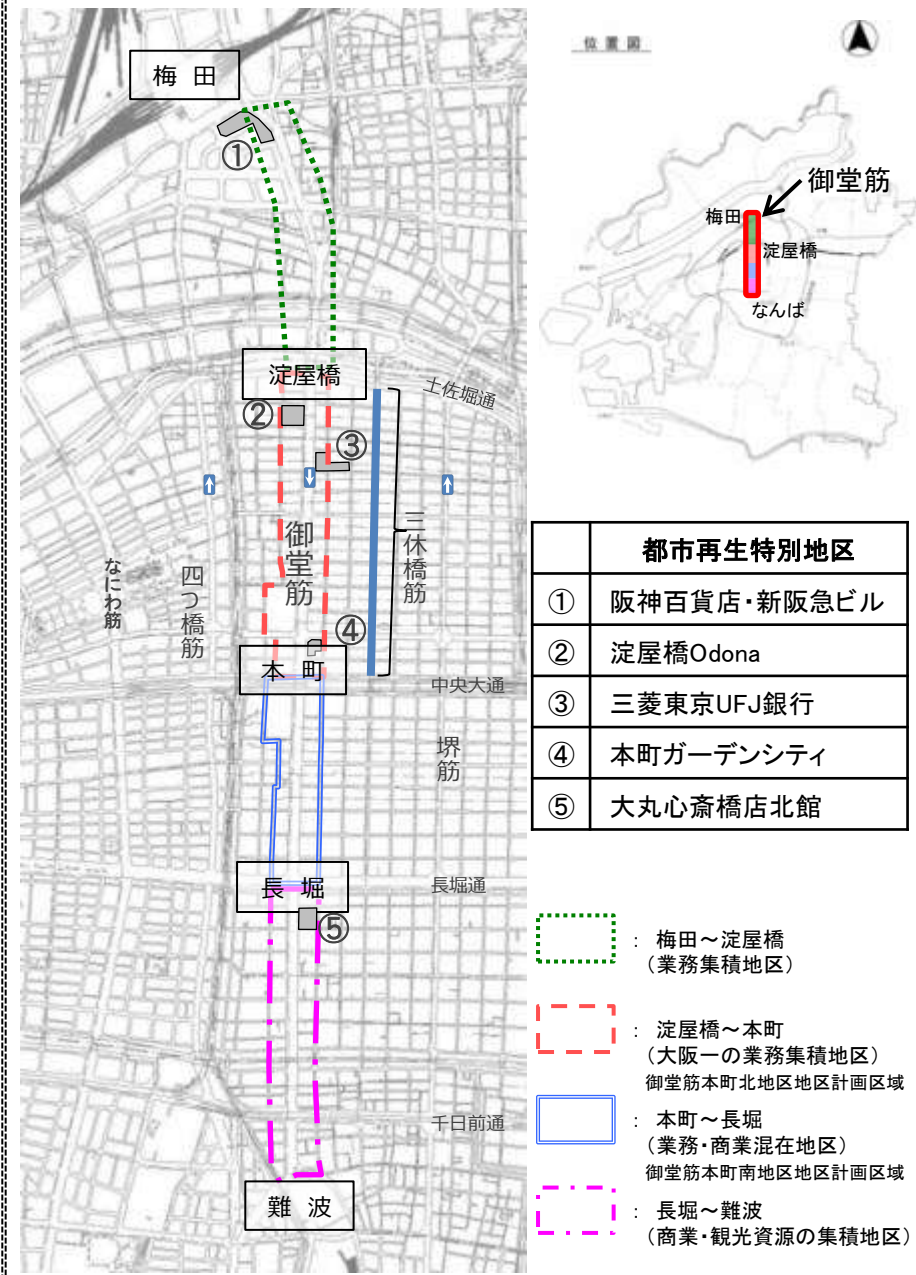 梅 田
①
淀屋橋
土佐堀通
②
③
御堂筋
三休橋筋
なにわ筋
四つ橋筋
④
本 町
中央大通
堺筋
長 堀
長堀通
⑤
千日前通
難 波
位 置 図
御堂筋
梅田
淀屋橋
なんば
都市再生特別地区
① 阪神百貨店・新阪急ビル
② 淀屋橋Odona
③ 三菱東京UFJ銀行
④ 本町ガーデンシティ
⑤ 大丸心斎橋店北館
： 梅田～淀屋橋
（業務集積地区）
： 淀屋橋～本町
（大阪一の業務集積地区）
御堂筋本町北地区地区計画区域
： 本町～長堀
（業務・商業混在地区）
御堂筋本町南地区地区計画区域
： 長堀～難波
（商業・観光資源の集積地区）